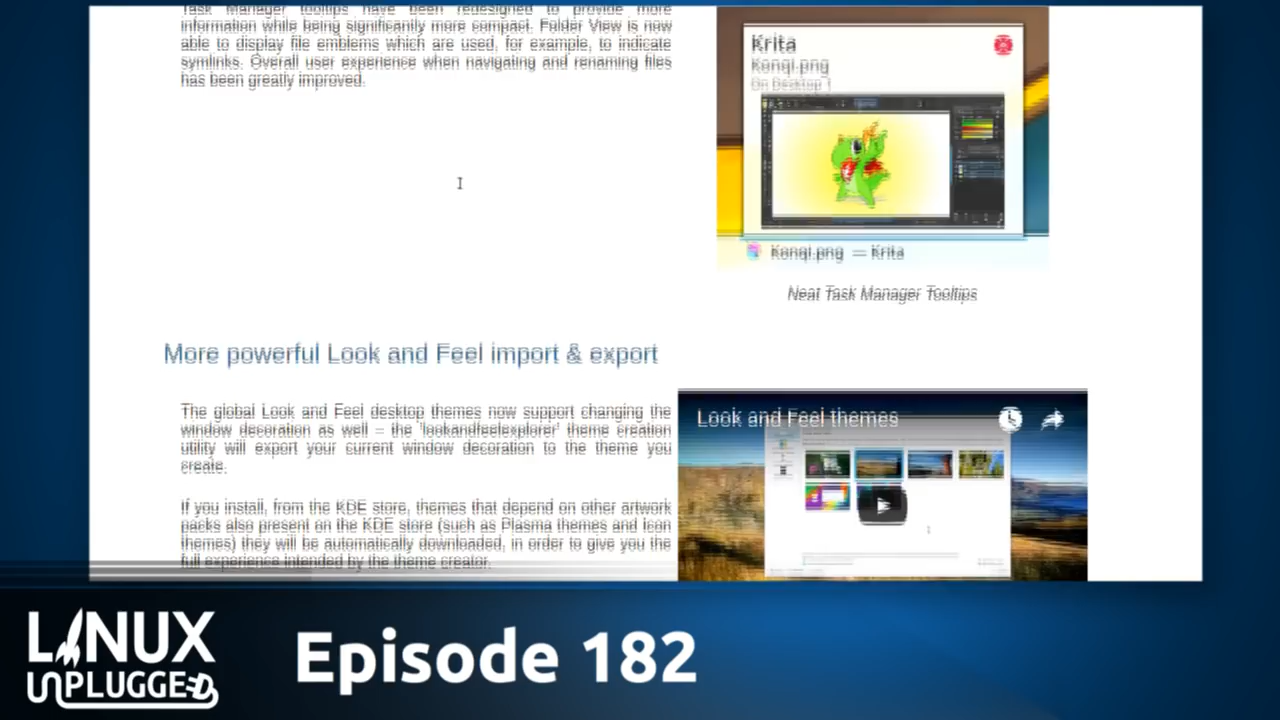 Task Manager tooltips have been redesigned to provide more
information while being significantly more compact. Folder View is now
able to display file emblems which are used, for example, to indicate
symlinks. Overall user experience when navigating and renaming files
has been greatly improved.
Krita
Konqi.png
On Desktop 1
Konqi.png — Krita
Neat Task Manager Tooltips
More powerful Look and Feel import & export
The global Look and Feel desktop themes now support changing the
window decoration as well – the 'lookandfeelexplorer' theme creation
utility will export your current window decoration to the theme you
create.
If you install, from the KDE store, themes that depend on other artwork
packs also present on the KDE store (such as Plasma themes and Icon
themes) they will be automatically downloaded, in order to give you the
full experience intended by the theme creator.
Look and Feel themes
LINUX
UNPLUGGED
Episode 182